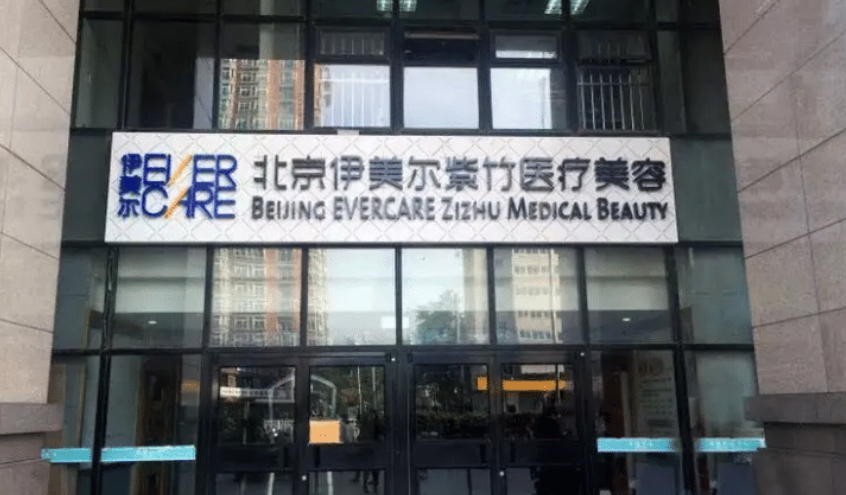 伊美尔
EVER
CARE
北京伊美尔紫竹医疗美容
BEIJING EVERCARE ZIZHU MEDICAL BEAUTY